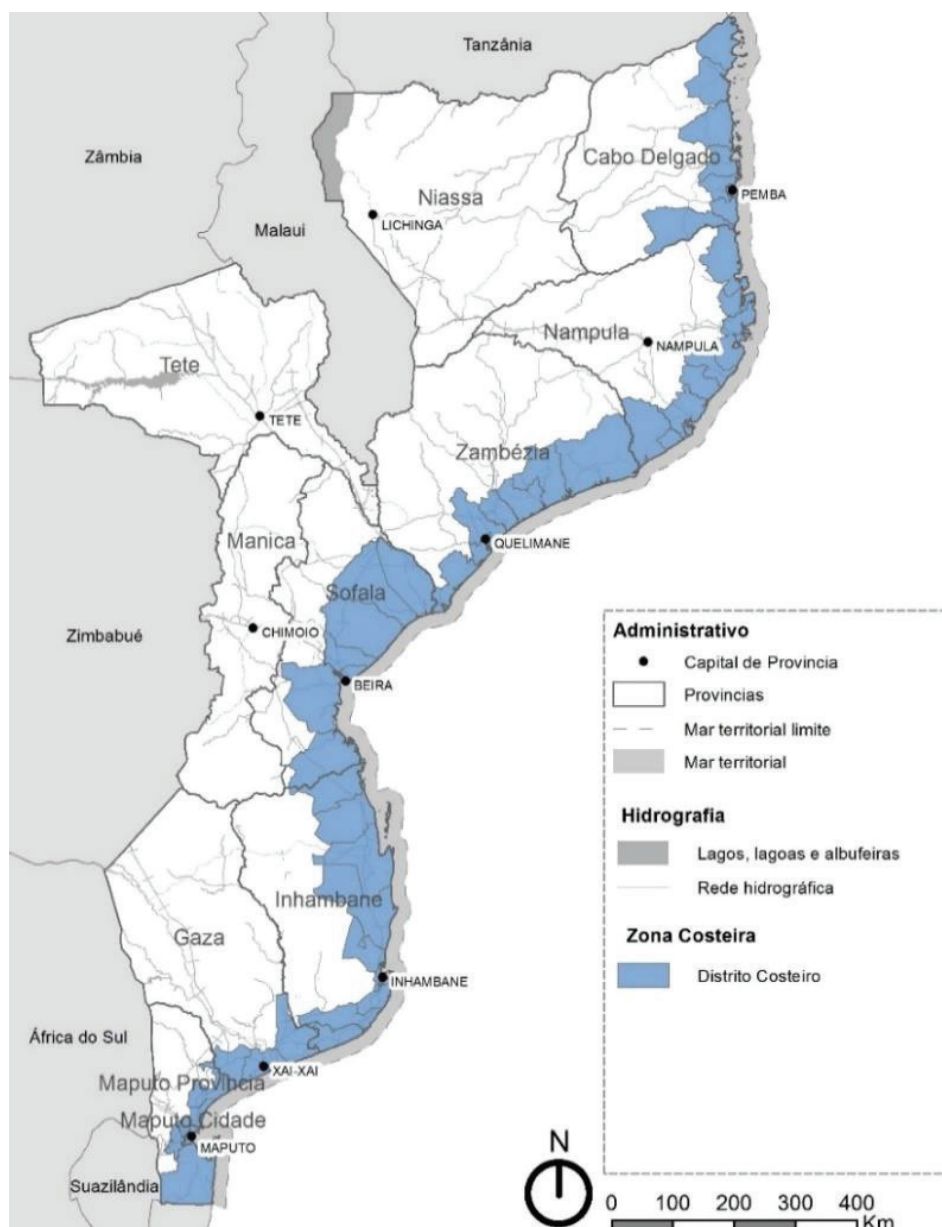 Tanzânia
Zâmbia
Cabo Delgado
Niassa
PEMBA
LICHINGA
Malaui
Nampula
NAMPULA
Tete
TETE
Zambézia
Manica
QUELIMANE
Sofala
CHIMOIO
Zimbabué
BEIRA
Inhambane
Gaza
INHAMBANE
África do Sul
XAI-XAI
Maputo Província
Maputo Cidade
MAPUTO
Suazilândia
Administrativo
Capital de Provincia
Provincias
Mar territorial limite
Mar territorial
Hidrografia
Lagos, lagoas e albufeiras
Rede hidrográfica
Zona Costeira
Distrito Costeiro
N
0 100 200 300 400
Km